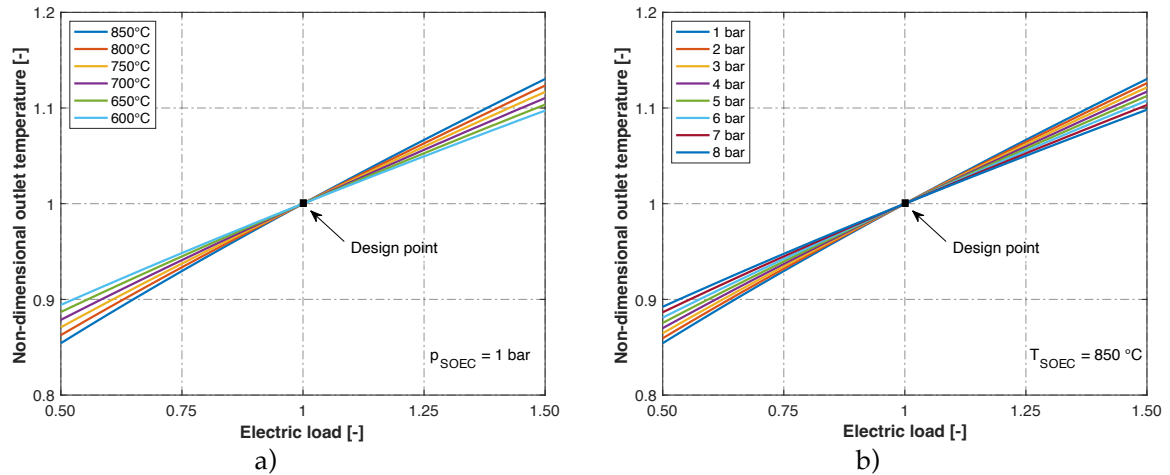 Non-dimensional outlet temperature [-]
1.2
1.1
1
0.9
0.8
850°C
800°C
750°C
700°C
650°C
600°C
Design point
p_SOEC = 1 bar
0.50
0.75
1
1.25
1.50
Electric load [-]
a)
Non-dimensional outlet temperature [-]
1.2
1.1
1
0.9
0.8
1 bar
2 bar
3 bar
4 bar
5 bar
6 bar
7 bar
8 bar
Design point
T_SOEC = 850 °C
0.50
0.75
1
1.25
1.50
Electric load [-]
b)